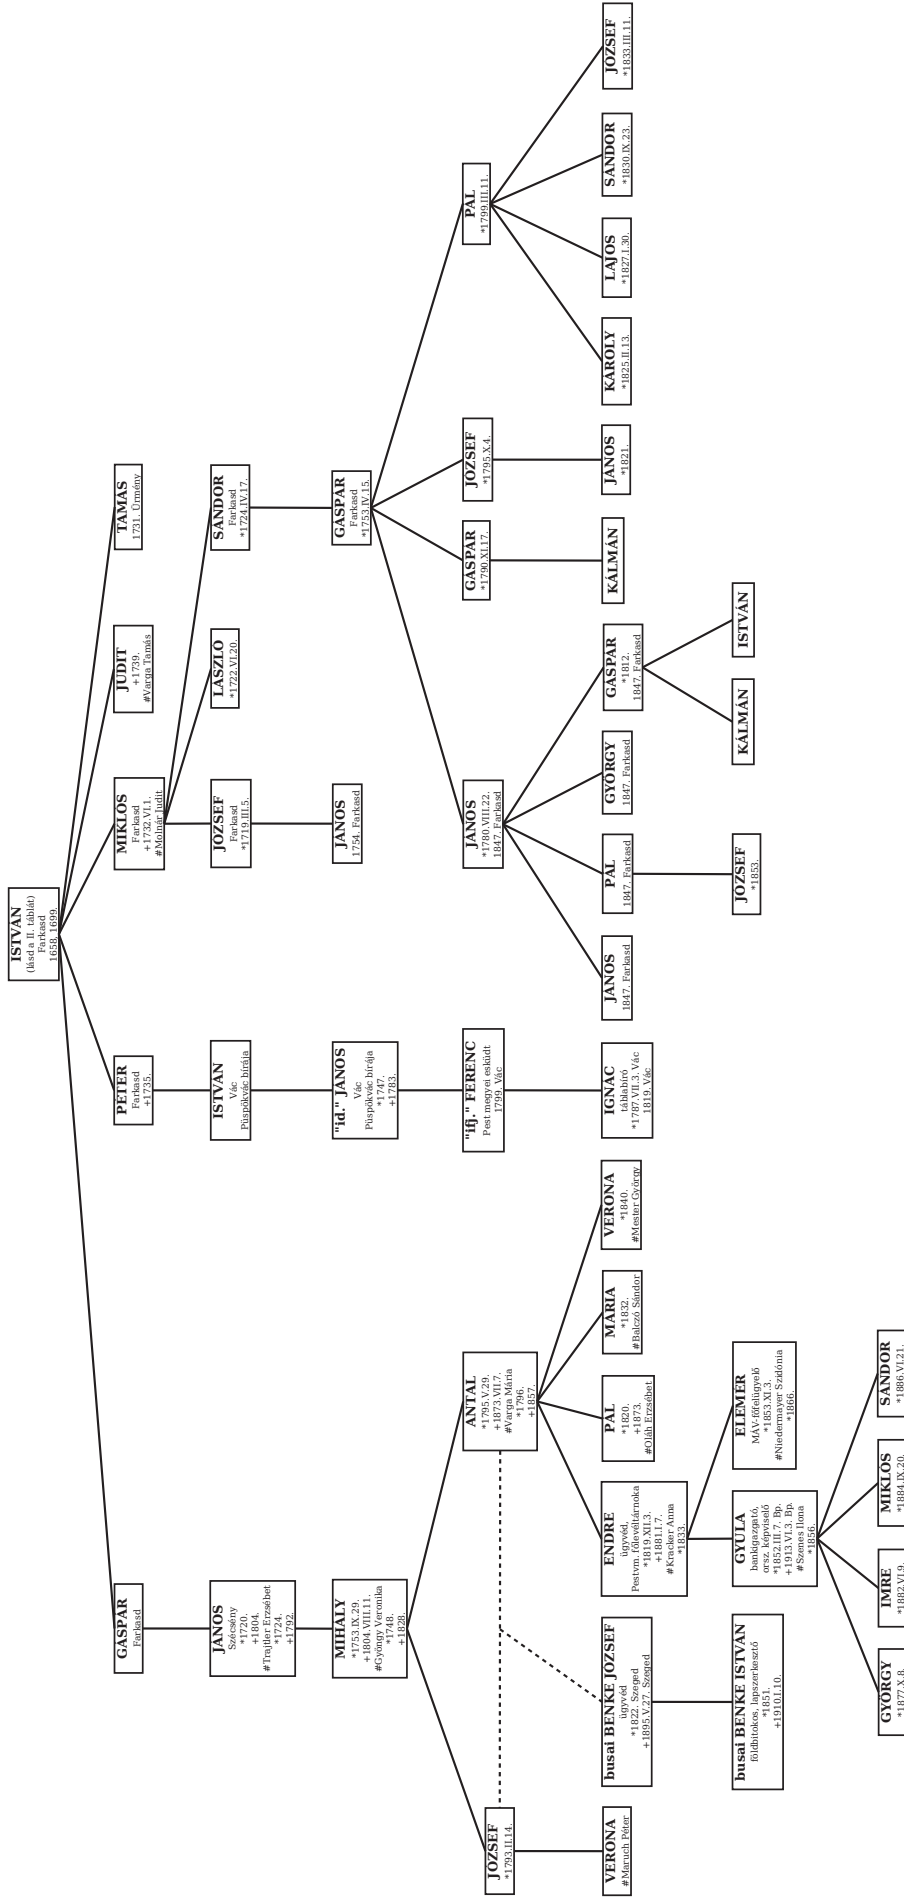 ISTVÁN
(lásd a II. táblát)
Farkasd
1658, 1699.
GÁSPÁR
Farkasd
PÉTER
Farkasd
+1735.
MIKLÓS
Farkasd
+1732.VI.1.
#Molnár Judit
JUDIT
+1739.
#Varga Tamás
TAMÁS
1731. Ürmény
JÁNOS
Szécsény
*1720.
+1804.
#Trajtler Erzsébet
*1724.
+1792.
ISTVÁN
Vác
Püspökvác bírája
JÓZSEF
Farkasd
*1719.III.5.
LÁSZLÓ
*1722.VI.20.
SÁNDOR
Farkasd
*1724.IV.17.
MIHÁLY
*1753.IX.29.
+1804.VIII.11.
#Gyöngy Veronika
*1748.
+1828.
"id." JÁNOS
Vác
Püspökvác bírája
*1747.
+1783.
JÁNOS
1754. Farkasd
GÁSPÁR
Farkasd
*1753.IV.15.
JÓZSEF
*1793.II.14.
ANTAL
*1795.V.29.
+1873.VII.7.
#Varga Mária
*1796.
+1857.
"ifj." FERENC
Pest megyei esküdt
1799. Vác
JÁNOS
*1780.VIII.22.
1847. Farkasd
GÁSPÁR
*1790.XI.17.
JÓZSEF
*1795.X.4.
PÁL
*1799.III.11.
VERONA
#Maruch Péter
busai BENKE JÓZSEF
ügyvéd
*1822. Szeged
+1895.V.27. Szeged
ENDRE
ügyvéd,
Pestvm. főlevéltárnoka
*1819.XII.3.
+1881.I.7.
#Kracker Anna
*1833.
PÁL
*1820.
+1873.
#Oláh Erzsébet
MÁRIA
*1832.
#Balczó Sándor
VERONA
*1840.
#Mester György
IGNÁC
táblabíró
*1787.VII.3. Vác
1819.Vác
JÁNOS
1847. Farkasd
PÁL
1847. Farkasd
GYÖRGY
1847. Farkasd
GÁSPÁR
*1812.
1847. Farkasd
KÁLMÁN
JÁNOS
*1821.
KÁROLY
*1825.II.13.
LAJOS
*1827.I.30.
SÁNDOR
*1830.IX.23.
JÓZSEF
*1833.III.11.
busai BENKE ISTVÁN
földbitokos, lapszerkesztő
*1851.
+1910.I.10.
GYULA
bankigazgató,
orsz. képviselő
*1852.III.7. Bp.
+1913.VI.3. Bp.
#Szenes Ilona
*1856.
ELEMÉR
MÁV-főfelügyelő
*1853.XI.3.
#Niedermayer Szidónia
*1866.
JÓZSEF
*1853.
KÁLMÁN
ISTVÁN
GYÖRGY
*1877.X.8.
IMRE
*1882.VI.9.
MIKLÓS
*1884.IX.20.
SÁNDOR
*1886.VI.21.